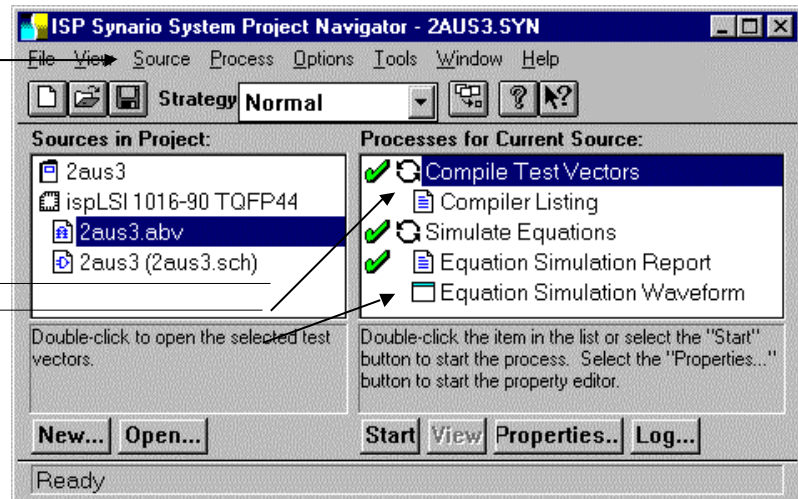 ISP Synario System Project Navigator - 2AUS3.SYN
File View Source Process Options Tools Window Help
Strategy Normal
Sources in Project:
2aus3
ispLSI 1016-90 TQFP44
2aus3.abv
2aus3 (2aus3.sch)
Processes for Current Source:
Compile Test Vectors
Compiler Listing
Simulate Equations
Equation Simulation Report
Equation Simulation Waveform
Double-click to open the selected test
vectors.
Double-click the item in the list or select the "Start"
button to start the process. Select the "Properties..."
button to start the property editor.
New... Open...
Start View Properties.. Log...
Ready